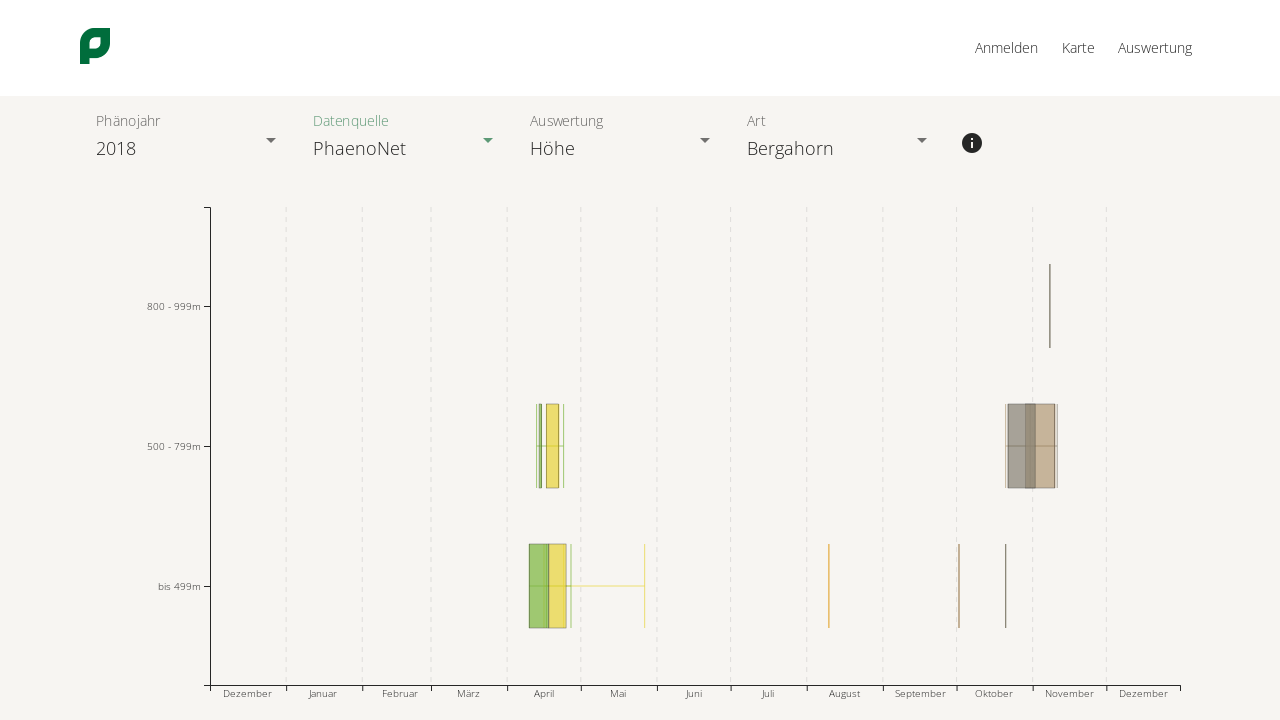 Anmelden Karte Auswertung
Phänojahr Datenquelle Auswertung Art
2018 PhaenoNet Höhe Bergahorn
800 - 999m
500 - 799m
bis 499m
Dezember Januar Februar März April Mai Juni Juli August September Oktober November Dezember